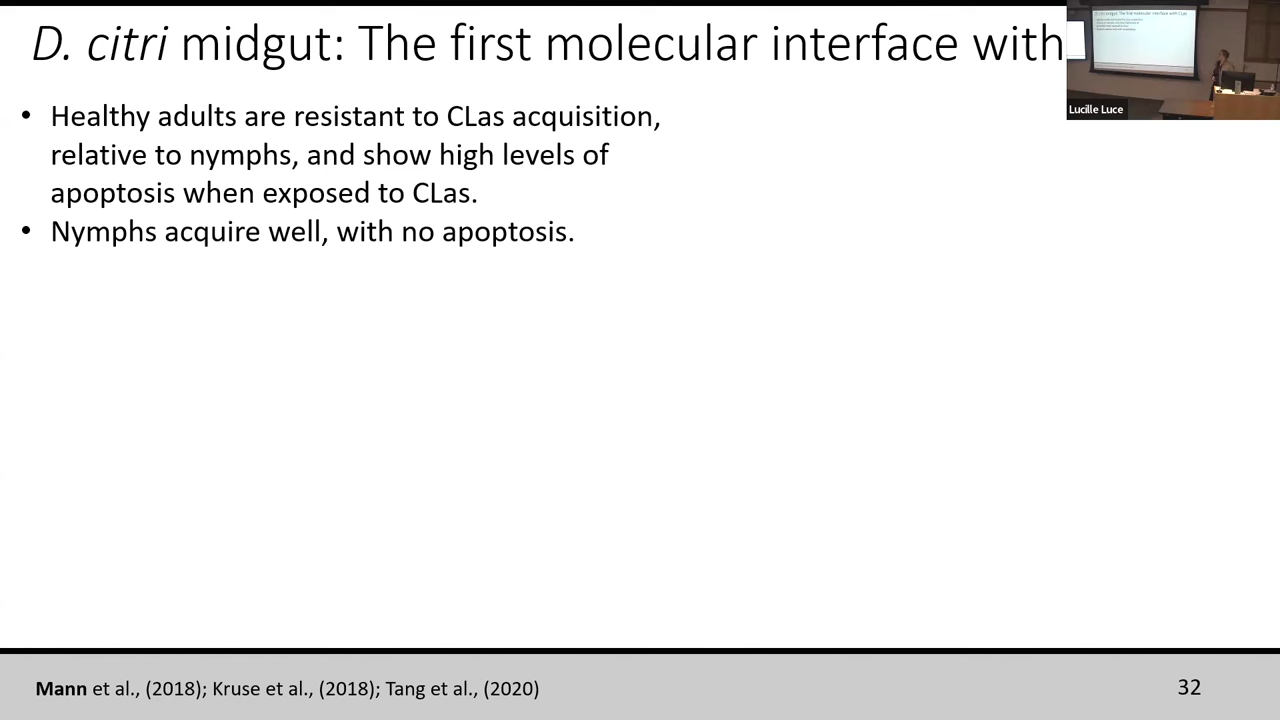 D. citri midgut: The first molecular interface with
Lucille Luce
• Healthy adults are resistant to CLas acquisition,
relative to nymphs, and show high levels of
apoptosis when exposed to CLas.
• Nymphs acquire well, with no apoptosis.
Mann et al., (2018); Kruse et al., (2018); Tang et al., (2020)
32